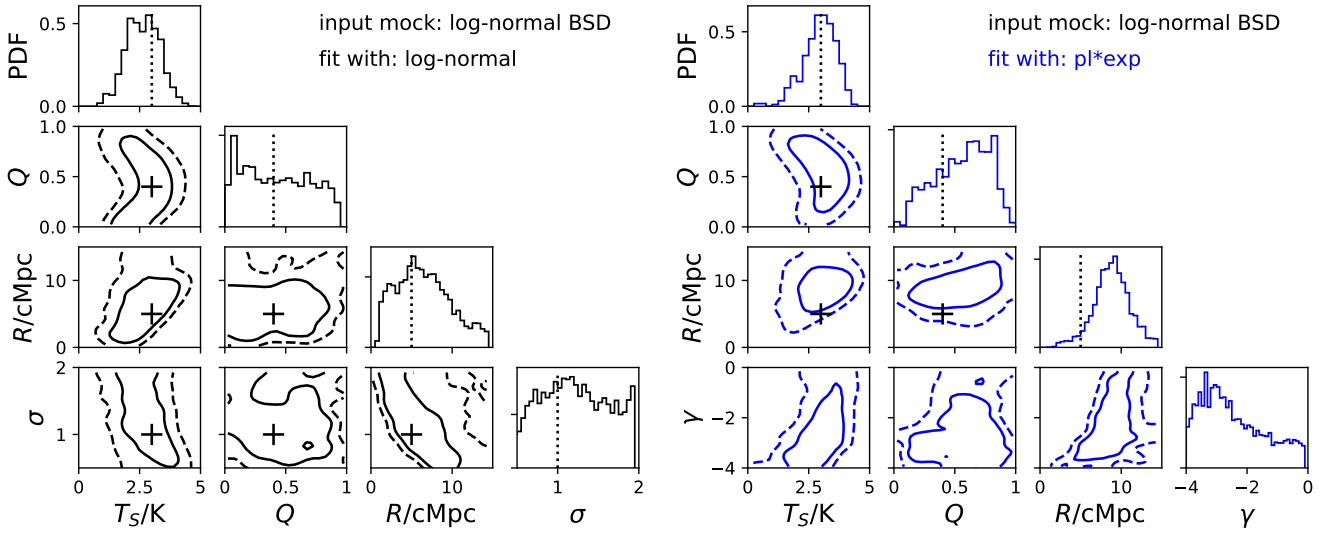 input mock: log-normal BSD
fit with: log-normal
PDF
0.5
0.0
Q
1.0
0.5
0.0
R/cMpc
10
0
σ
2
1
0 2.5 5
0 0.5 1
0 10
1 2
T_S/K Q R/cMpc σ
input mock: log-normal BSD
fit with: pl*exp
PDF
0.5
0.0
Q
1.0
0.5
0.0
R/cMpc
10
0
γ
0
−2
−4
0 2.5 5
0 0.5 1
0 10
−4 −2 0
T_S/K Q R/cMpc γ